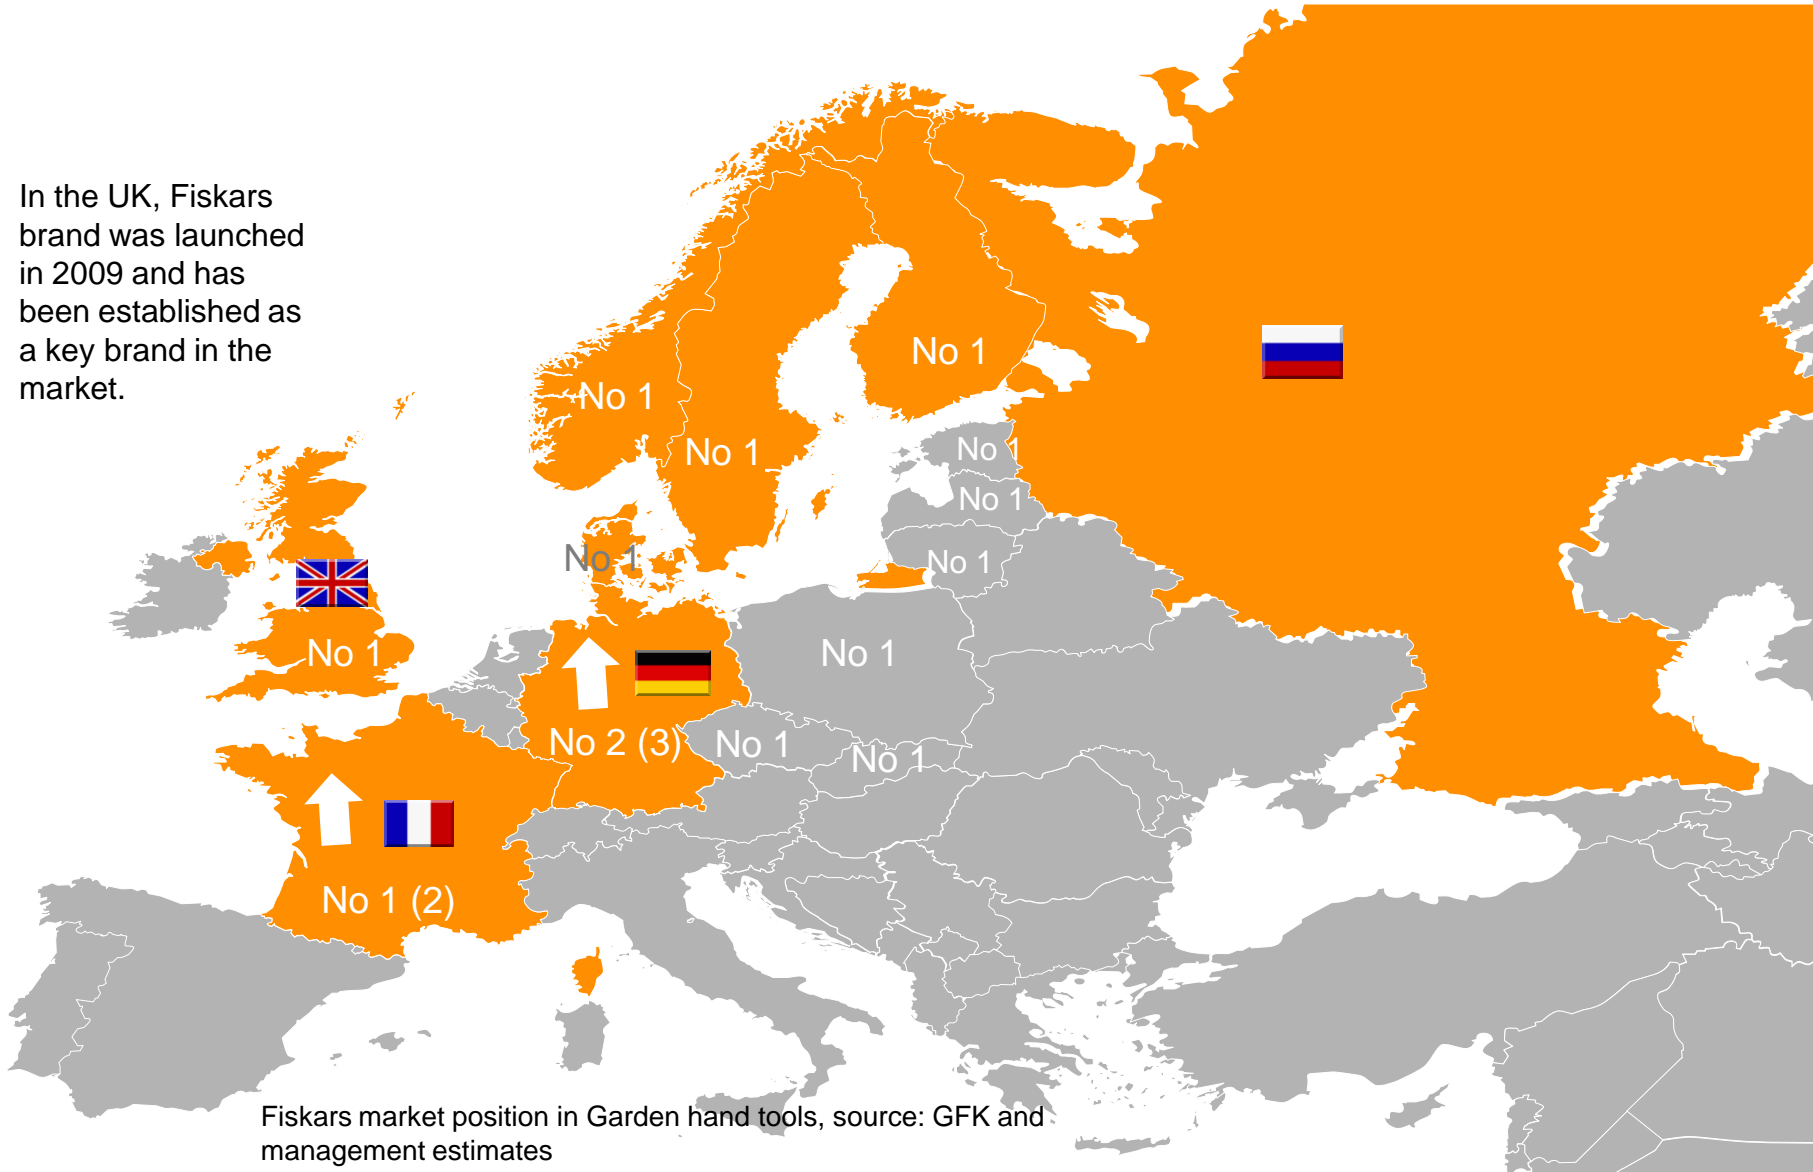 In the UK, Fiskars
brand was launched
in 2009 and has
been established as
a key brand in the
market.
No 1
No 1
No 1
No 1
No 1
No 1
No 1
No 1
No 1
No 2 (3)
No 1
No 1
No 1 (2)
Fiskars market position in Garden hand tools, source: GFK and
management estimates